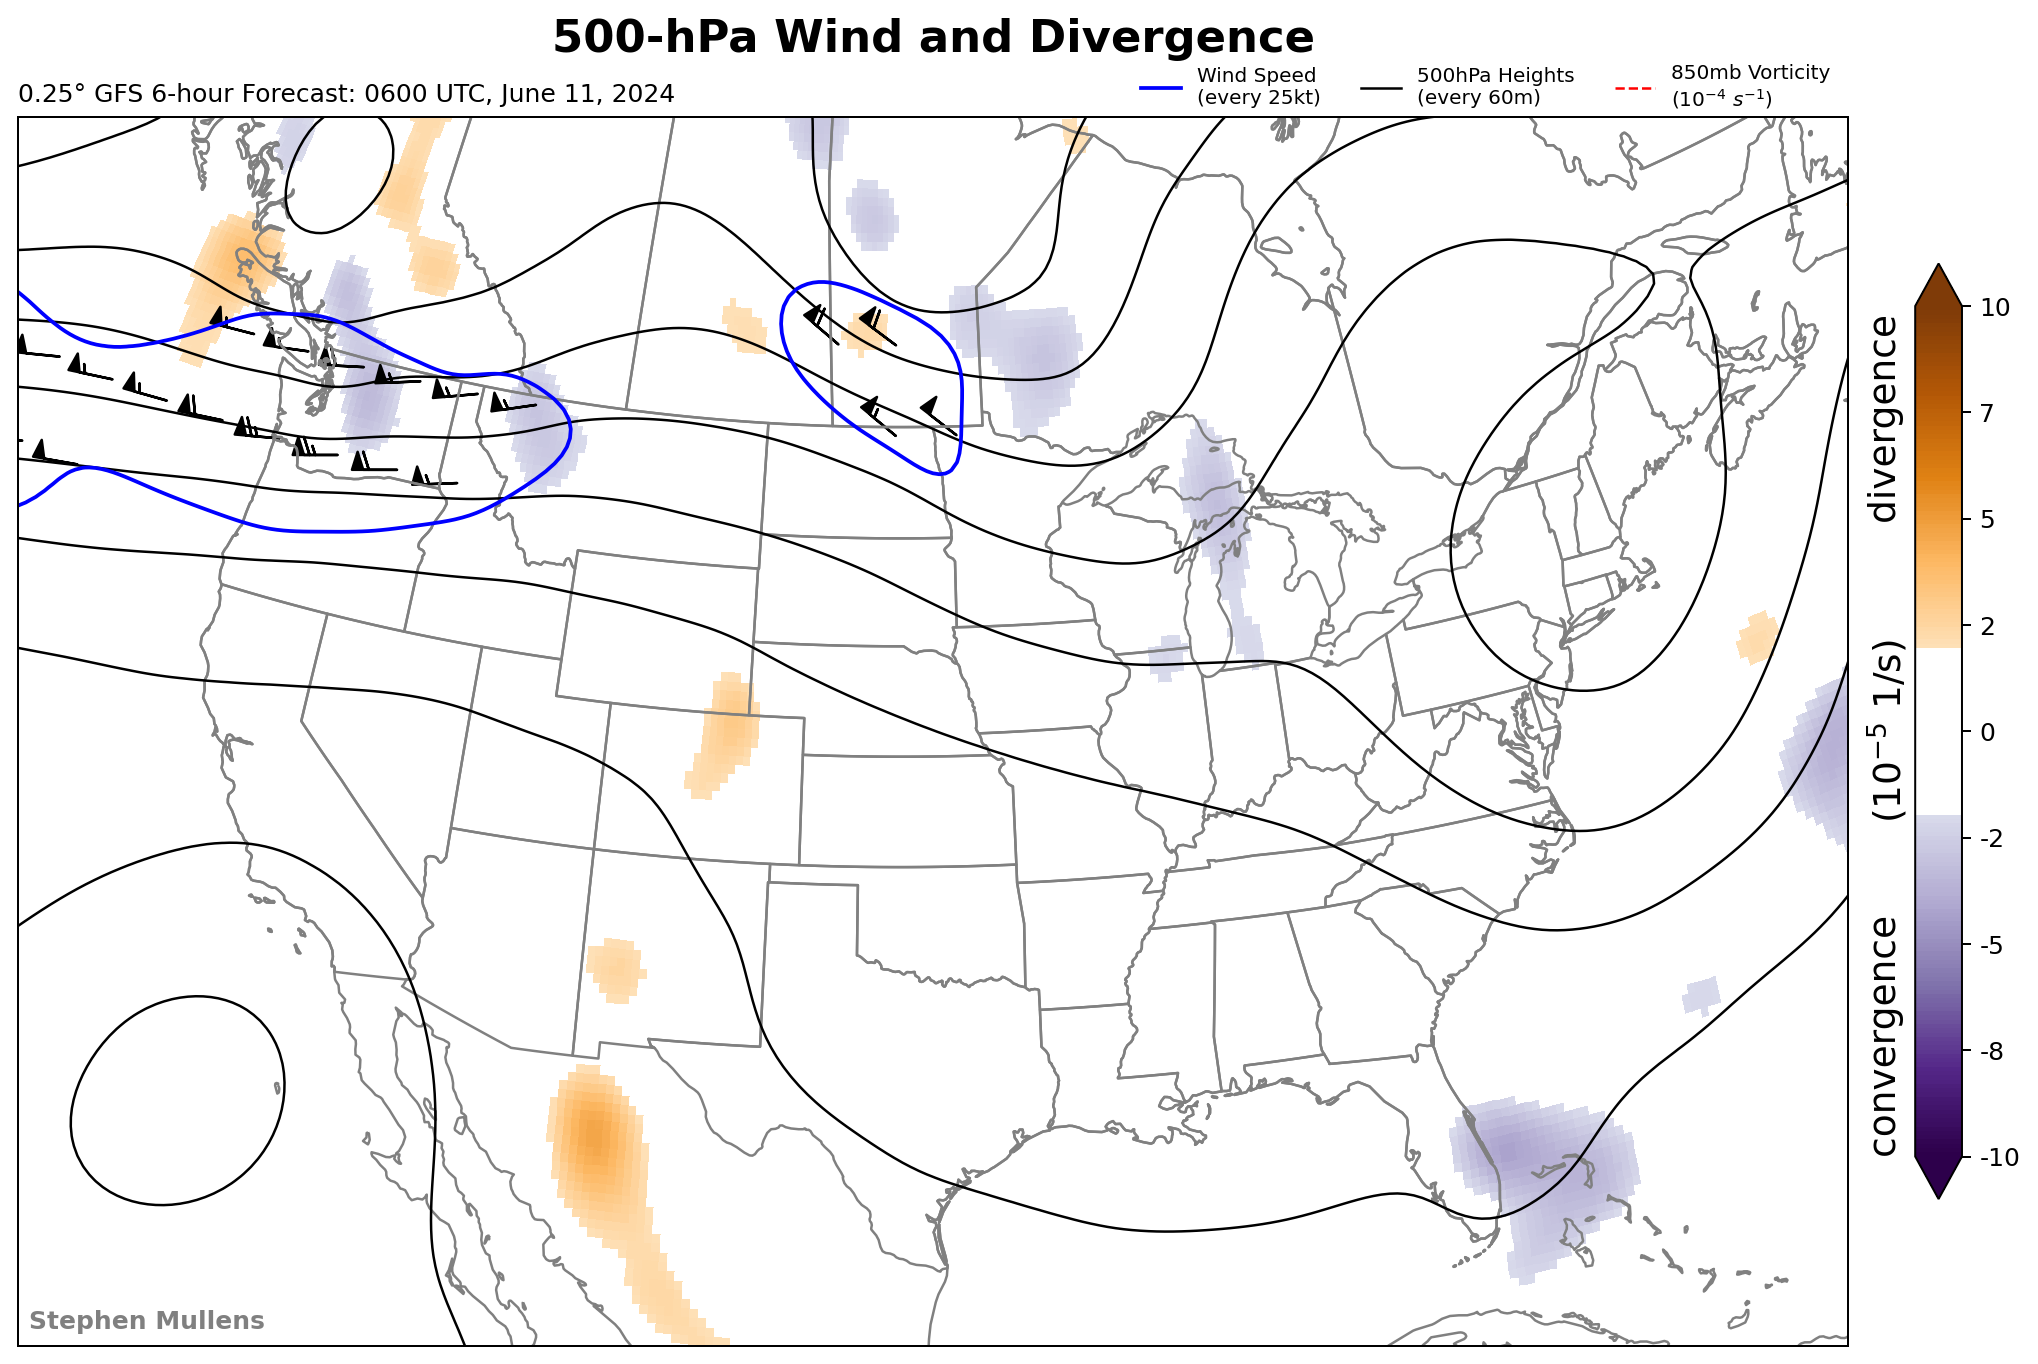 500-hPa Wind and Divergence
0.25° GFS 6-hour Forecast: 0600 UTC, June 11, 2024
Wind Speed
(every 25kt)
500hPa Heights
(every 60m)
850mb Vorticity
(10⁻⁴ s⁻¹)
10
7
5
2
0
-2
-5
-8
-10
convergence (10⁻⁵ 1/s) divergence
Stephen Mullens